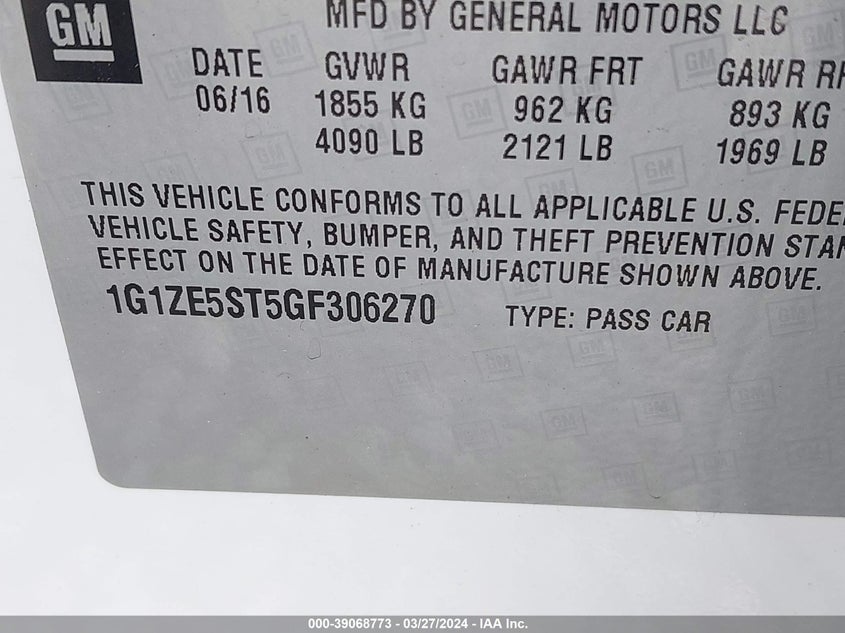 GM
MFD BY GENERAL MOTORS LLC
DATE GVWR GAWR FRT GAWR
06/16 1855 KG 962 KG 893 KG
4090 LB 2121 LB 1969 LB
THIS VEHICLE CONFORMS TO ALL APPLICABLE U.S.
VEHICLE SAFETY, BUMPER, AND THEFT PREVENTION
EFFECT ON THE DATE OF MANUFACTURE SHOWN ABOVE.
1G1ZE5ST5GF306270 TYPE: PASS CAR
000-39068773 - 03/27/2024 - IAA Inc.